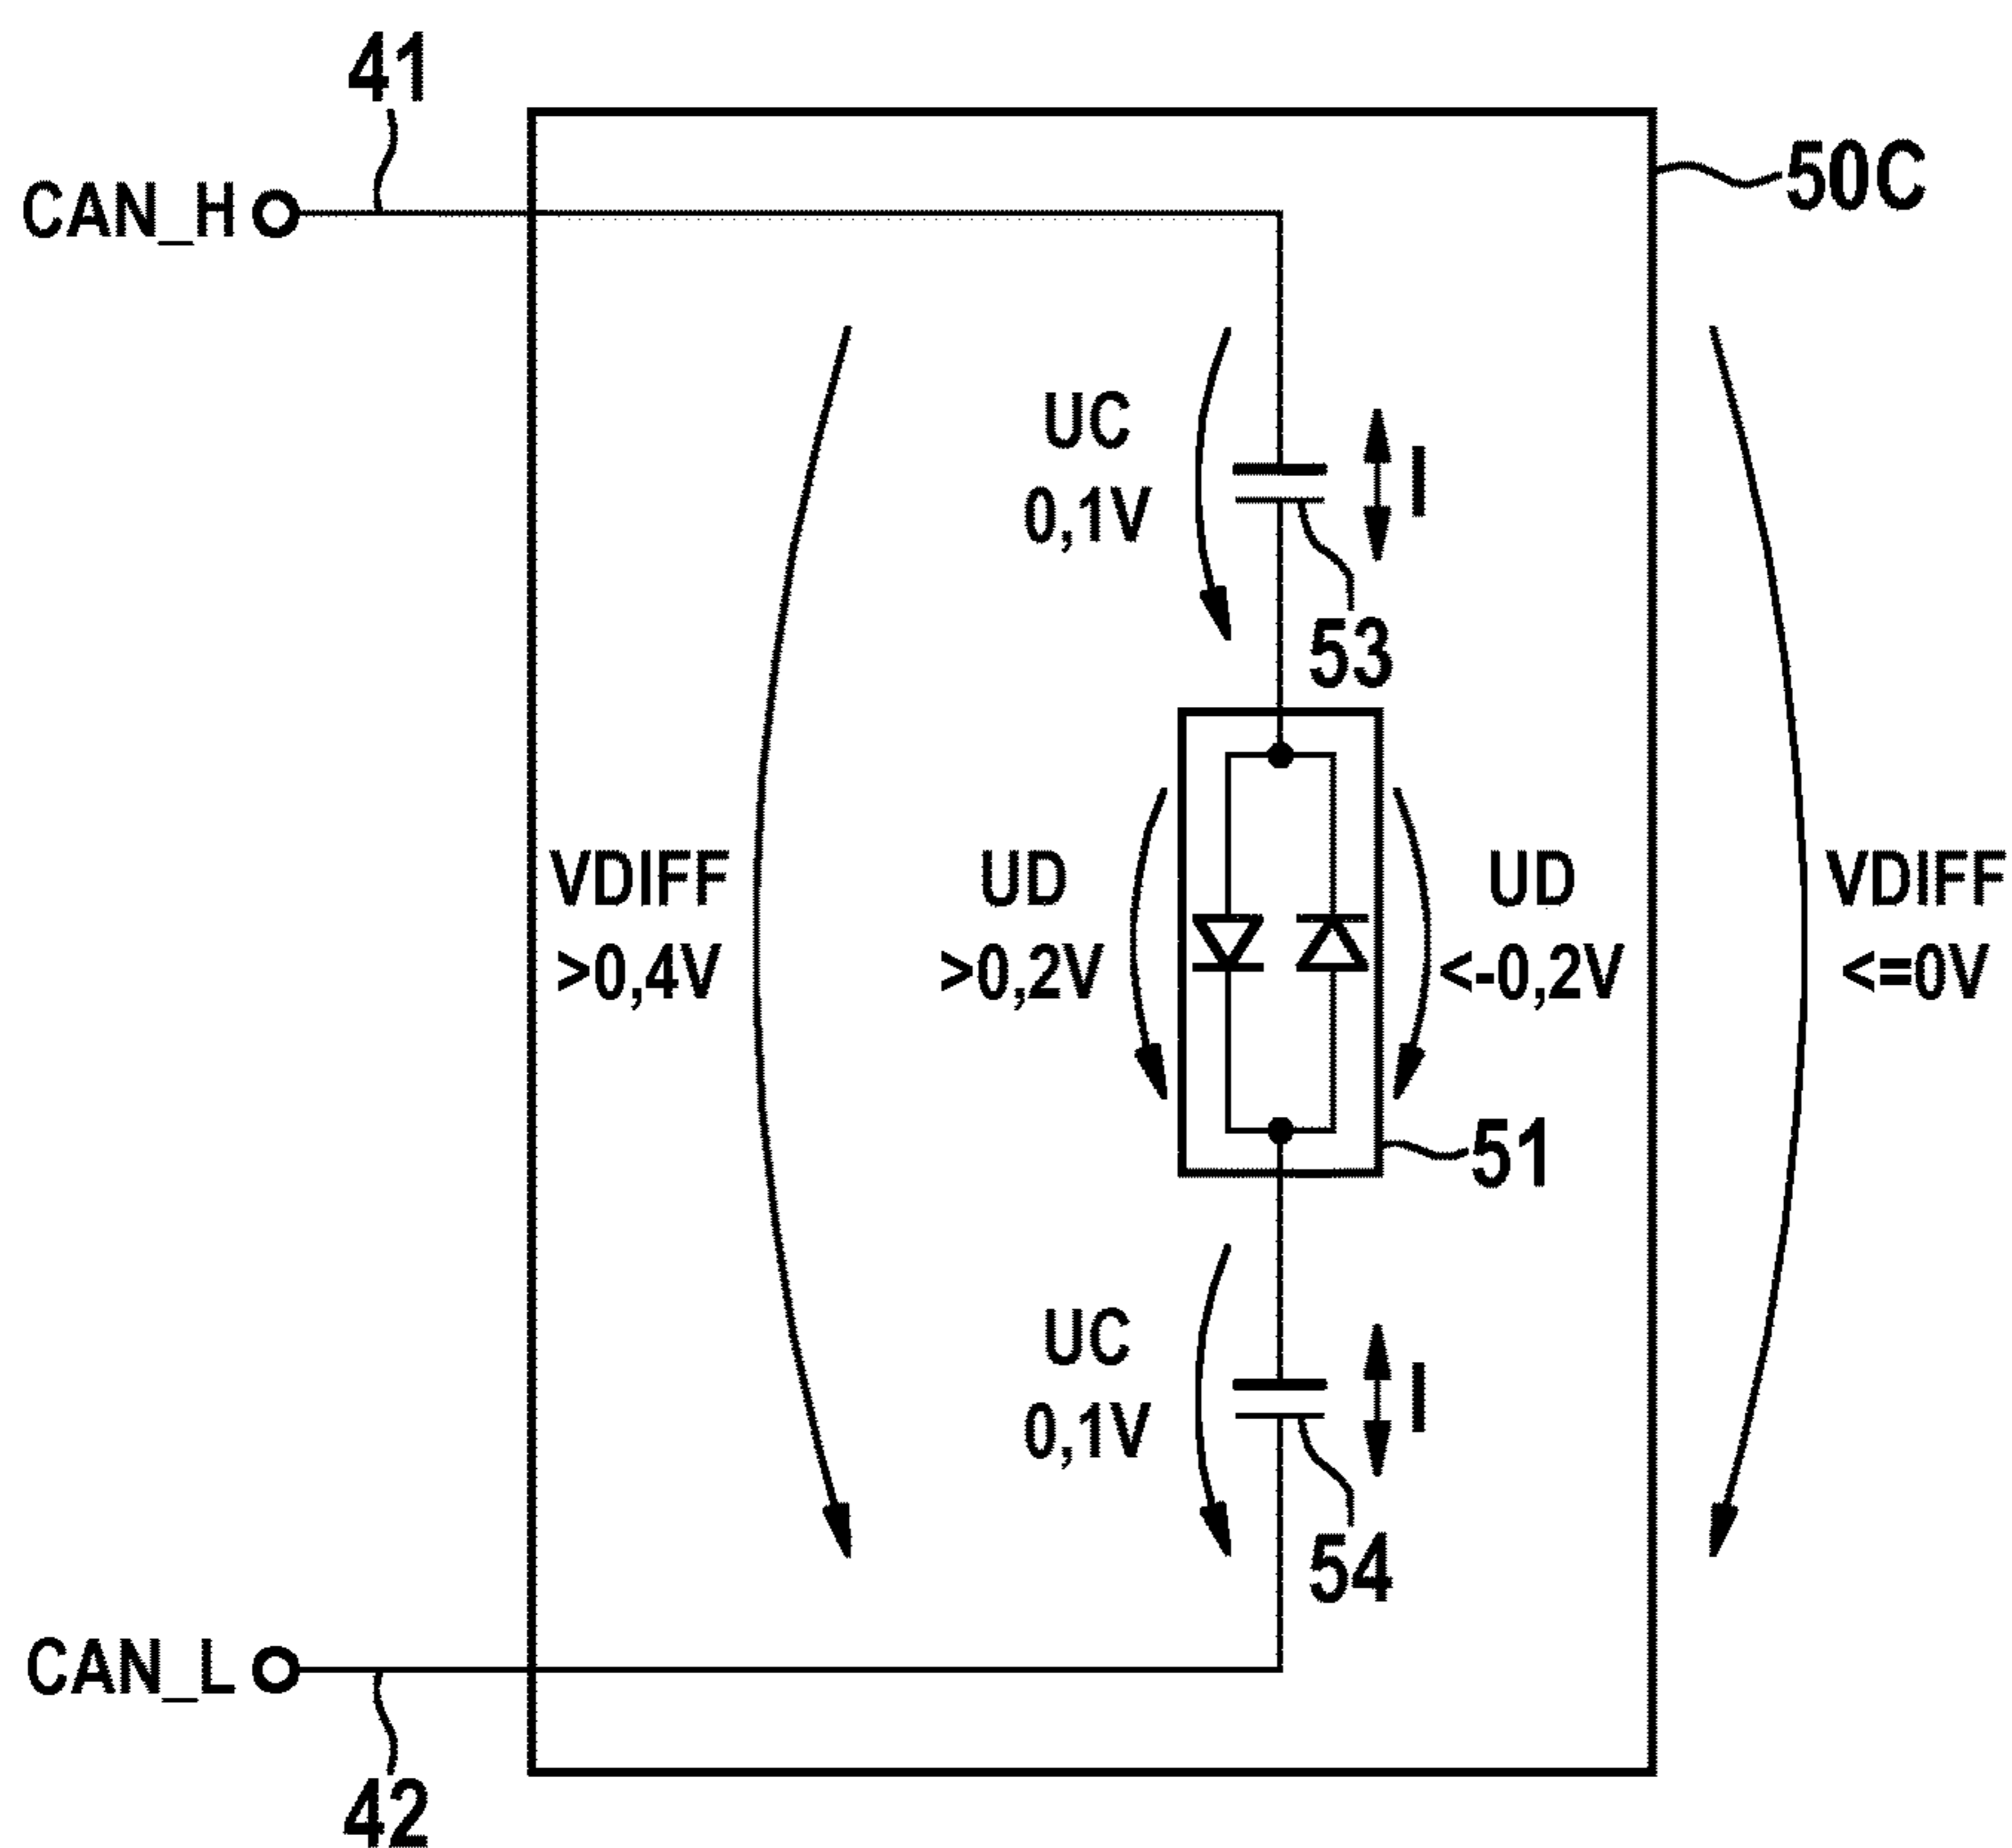 41
CAN_H
50C
UC
0,1V
I
53
VDIFF
>0,4V
UD
>0,2V
UD
<-0,2V
VDIFF
<=0V
51
UC
0,1V
I
54
CAN_L
42